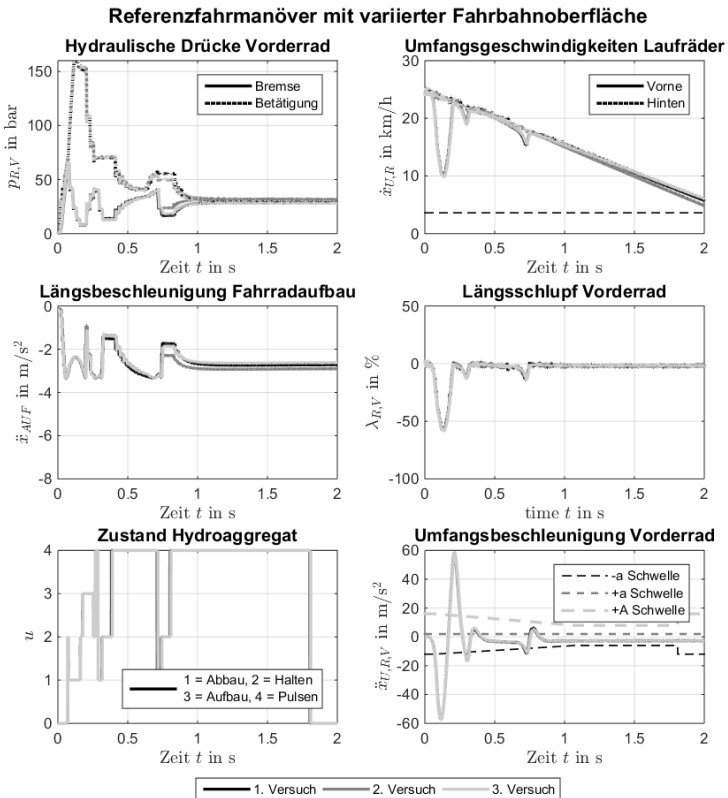 Referenzfahrmanöver mit variierter Fahrbahnoberfläche
Hydraulische Drücke Vorderrad
150
100
50
0
p_{R,V} in bar
Bremse
Betätigung
0 0.5 1 1.5 2
Zeit t in s
Umfangsgeschwindigkeiten Laufräder
30
20
10
0
ẋ_{U,R} in km/h
Vorne
Hinten
0 0.5 1 1.5 2
Zeit t in s
Längsbeschleunigung Fahrradaufbau
0
-2
-4
-6
-8
ẍ_{AUF} in m/s²
0 0.5 1 1.5 2
Zeit t in s
Längsschlupf Vorderrad
50
0
-50
-100
λ_{R,V} in %
0 0.5 1 1.5 2
time t in s
Zustand Hydroaggregat
4
3
2
1
0
u
1 = Abbau, 2 = Halten
3 = Aufbau, 4 = Pulsen
0 0.5 1 1.5 2
Zeit t in s
Umfangsbeschleunigung Vorderrad
60
40
20
0
-20
-40
-60
ẍ_{U,R,V} in m/s²
-a Schwelle
+a Schwelle
+A Schwelle
0 0.5 1 1.5 2
Zeit t in s
1. Versuch 2. Versuch 3. Versuch